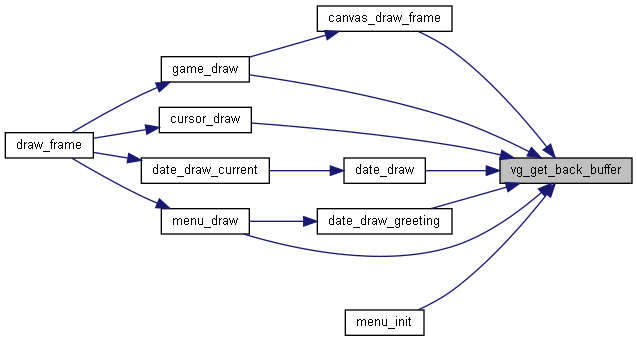 canvas_draw_frame
game_draw
cursor_draw
draw_frame
date_draw_current
date_draw
vg_get_back_buffer
menu_draw
date_draw_greeting
menu_init